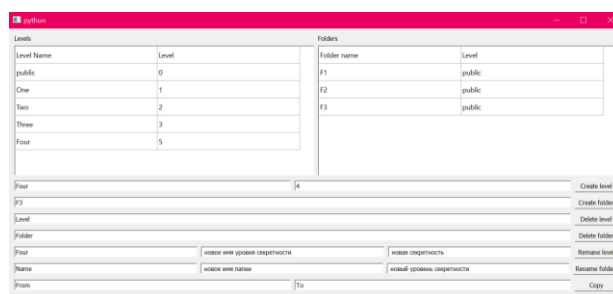 python
Levels Folders
Level Name Level Folder name Level
public 0 F1 public
One 1 F2 public
Two 2 F3 public
Three 3
Four 5
Four 4 Create level
F3 Create folder
Level Delete level
Folder Delete folder
Four новое имя уровня секретности новая секретность Rename level
Name новое имя папки новый уровень секретности Rename folder
From To Copy